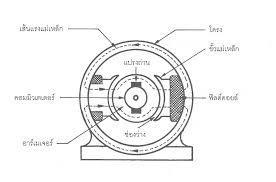 เส้นแรงแม่เหล็ก
โครง
แปรงถ่าน
ขั้วแม่เหล็ก
คอมมิวเตเตอร์
ฟิลด์คอยล์
ช่องว่าง
อาร์เมเจอร์